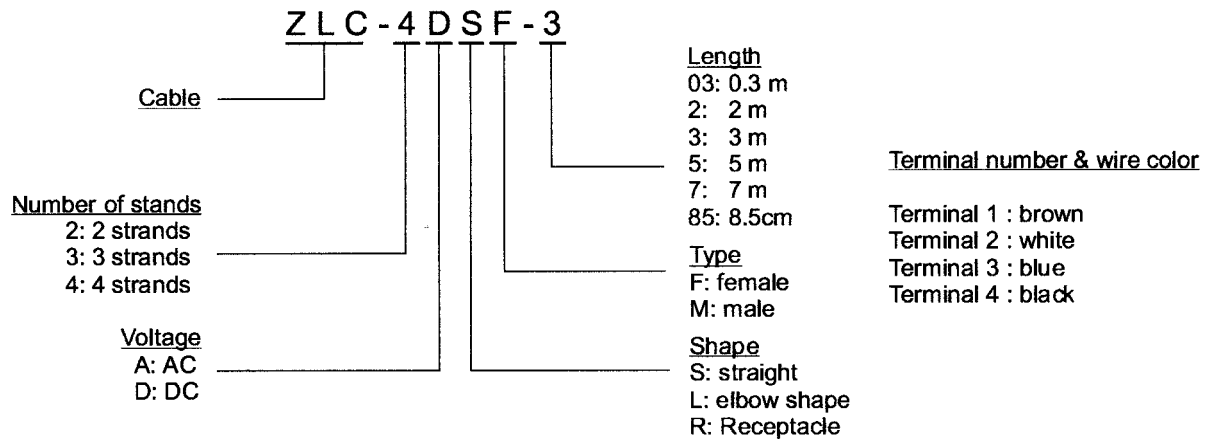 ZLC-4DSF-3
Cable
Number of stands
2: 2 strands
3: 3 strands
4: 4 strands
Voltage
A: AC
D: DC
Length
03: 0.3 m
2: 2 m
3: 3 m
5: 5 m
7: 7 m
85: 8.5cm
Type
F: female
M: male
Shape
S: straight
L: elbow shape
R: Receptacle
Terminal number & wire color
Terminal 1 : brown
Terminal 2 : white
Terminal 3 : blue
Terminal 4 : black